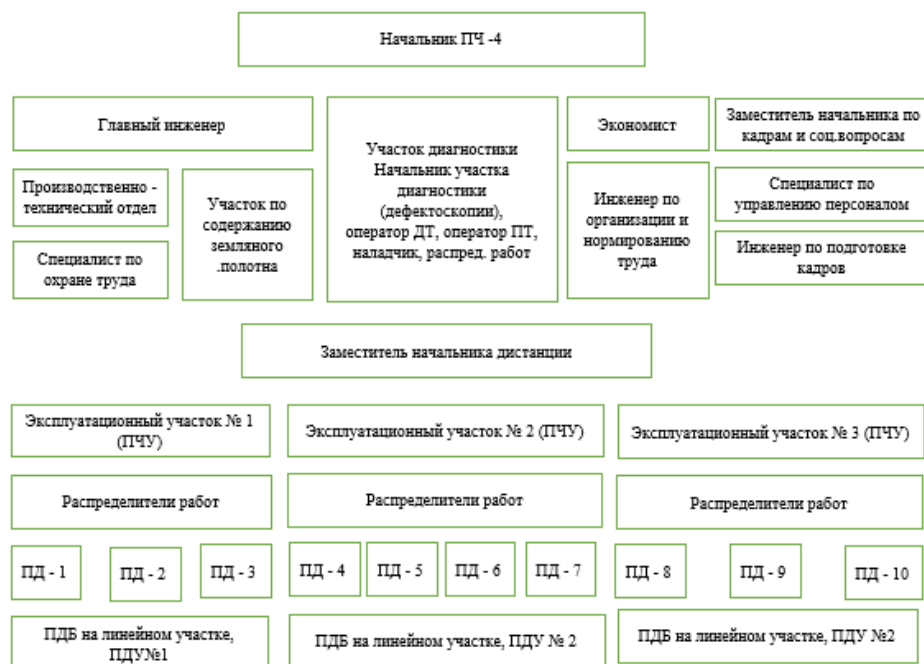 Начальник ПЧ -4
Главный инженер
Производственно -
технический отдел
Специалист по
охране труда
Участок по
содержанию
земляного
.полотна
Участок диагностики
Начальник участка
диагностики
(дефектоскопии),
оператор ДТ, оператор ПТ,
наладчик, распред. работ
Экономист
Инженер по
организации и
нормированию
труда
Заместитель начальника по
кадрам и соц.вопросам
Специалист по
управлению персоналом
Инженер по подготовке
кадров
Заместитель начальника дистанции
Эксплуатационный участок № 1
(ПЧУ)
Эксплуатационный участок № 2 (ПЧУ)
Эксплуатационный участок № 3 (ПЧУ)
Распределители работ
Распределители работ
Распределители работ
ПД - 1
ПД - 2
ПД - 3
ПД - 4
ПД - 5
ПД - 6
ПД - 7
ПД - 8
ПД - 9
ПД - 10
ПДБ на линейном участке,
ПДУ№1
ПДБ на линейном участке, ПДУ № 2
ПДБ на линейном участке, ПДУ №2